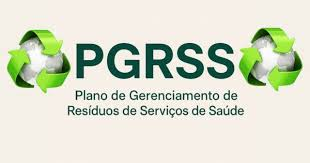 PGRSS
Plano de Gerenciamento de
Resíduos de Serviços de Saúde